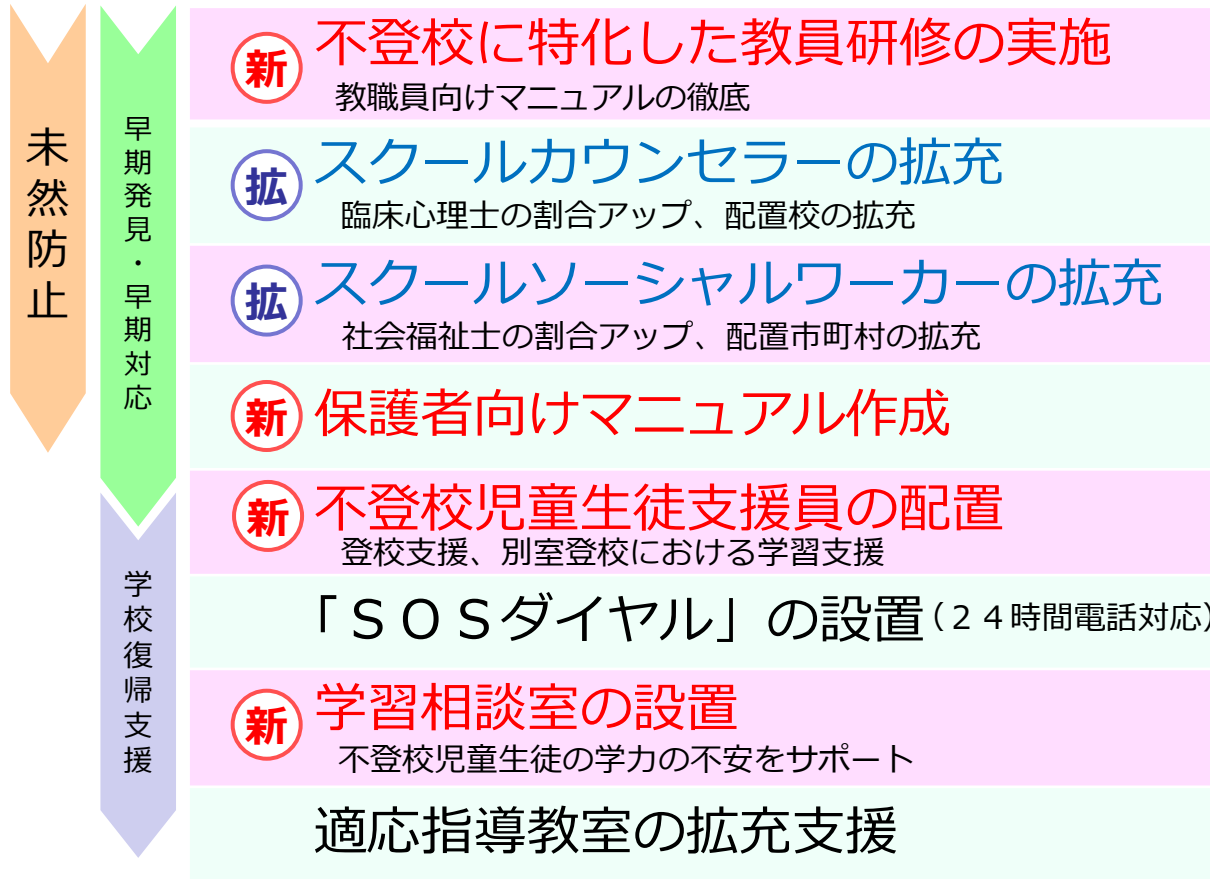 未然防止
早期発見・早期対応
学校復帰支援
新 不登校に特化した教員研修の実施
教職員向けマニュアルの徹底
拡 スクールカウンセラーの拡充
臨床心理士の割合アップ、配置校の拡充
拡 スクールソーシャルワーカーの拡充
社会福祉士の割合アップ、配置市町村の拡充
新 保護者向けマニュアル作成
新 不登校児童生徒支援員の配置
登校支援、別室登校における学習支援
「ＳＯＳダイヤル」の設置（２４時間電話対応）
新 学習相談室の設置
不登校児童生徒の学力の不安をサポート
適応指導教室の拡充支援